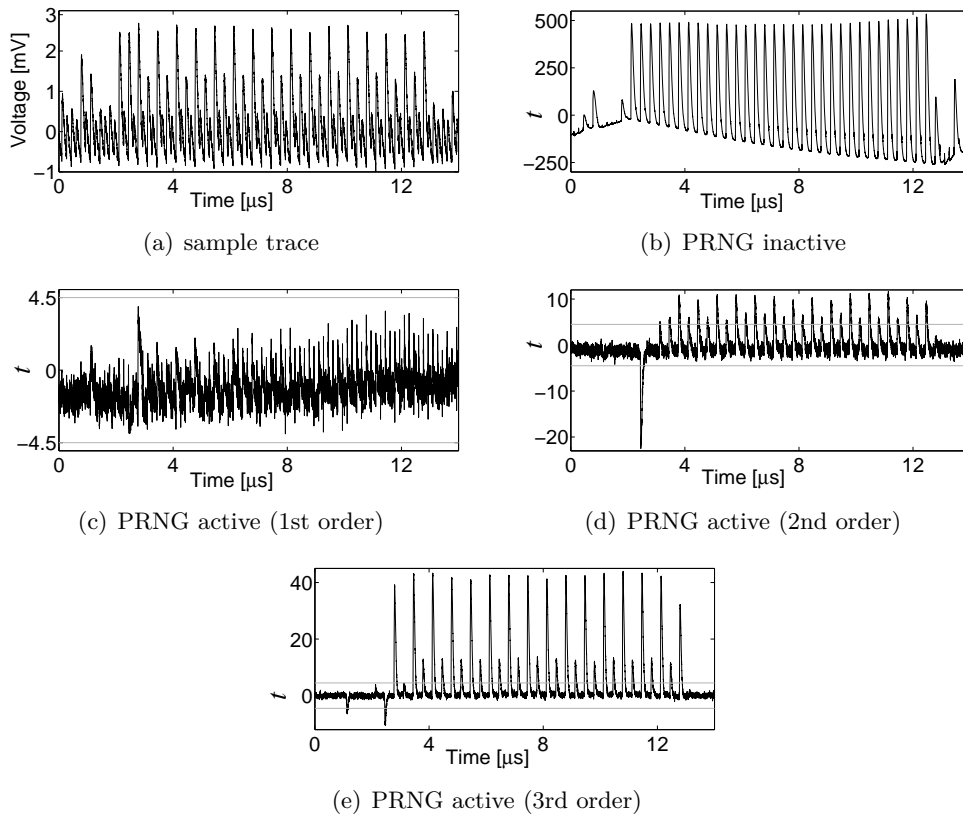 3
2
1
0
−1
Voltage [mV]
0 4 8 12
Time [μs]
(a) sample trace
500
250
0
−250
t
0 4 8 12
Time [μs]
(b) PRNG inactive
4.5
0
−4.5
t
0 4 8 12
Time [μs]
(c) PRNG active (1st order)
10
0
−10
−20
t
0 4 8 12
Time [μs]
(d) PRNG active (2nd order)
40
20
0
t
0 4 8 12
Time [μs]
(e) PRNG active (3rd order)